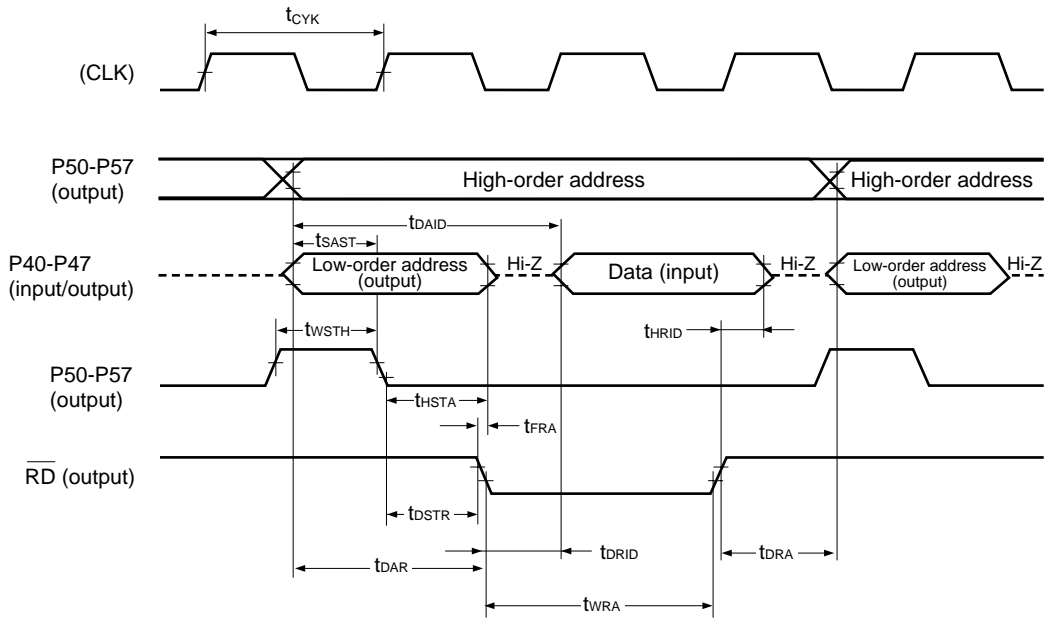 tCYK
(CLK)
P50-P57
(output)
High-order address
High-order address
tDAID
tSAST
P40-P47
(input/output)
Low-order address
(output)
Hi-Z
Data (input)
Hi-Z
Low-order address
(output)
Hi-Z
tWSTH
tHRID
P50-P57
(output)
tHSTA
tFRA
RD (output)
tDSTR
tDRID
tDRA
tDAR
tWRA